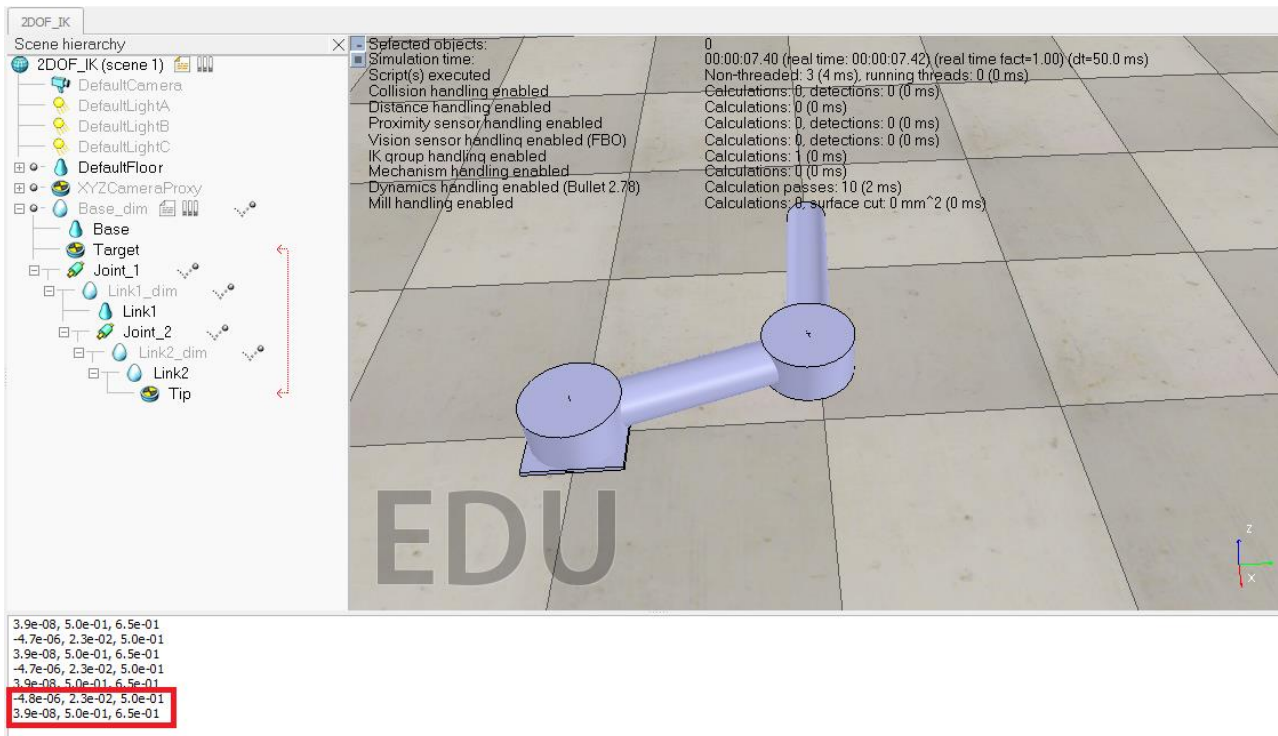 2DOF_IK
Scene hierarchy
2DOF_IK (scene 1)
DefaultCamera
DefaultLightA
DefaultLightB
DefaultLightC
DefaultFloor
XYZCameraProxy
Base_dim
Base
Target
Joint_1
Link1_dim
Link1
Joint_2
Link2_dim
Link2
Tip
Selected objects: 0
Simulation time: 00:00:07.40 (real time: 00:00:07.42) (real time fact=1.00) (dt=50.0 ms)
Script(s) executed Non-threaded: 3 (4 ms), running threads: 0 (0 ms)
Collision handling enabled Calculations: 0, detections: 0 (0 ms)
Distance handling enabled Calculations: 0 (0 ms)
Proximity sensor handling enabled Calculations: 0, detections: 0 (0 ms)
Vision sensor handling enabled (FBO) Calculations: 0, detections: 0 (0 ms)
IK group handling enabled Calculations: 1 (0 ms)
Mechanism handling enabled Calculations: 0 (0 ms)
Dynamics handling enabled (Bullet 2.78) Calculation passes: 10 (2 ms)
Mill handling enabled Calculations: 0, surface cut: 0 mm^2 (0 ms)
EDU
Z
X
3.9e-08, 5.0e-01, 6.5e-01
-4.7e-06, 2.3e-02, 5.0e-01
3.9e-08, 5.0e-01, 6.5e-01
-4.7e-06, 2.3e-02, 5.0e-01
3.9e-08, 5.0e-01, 6.5e-01
-4.8e-06, 2.3e-02, 5.0e-01
3.9e-08, 5.0e-01, 6.5e-01